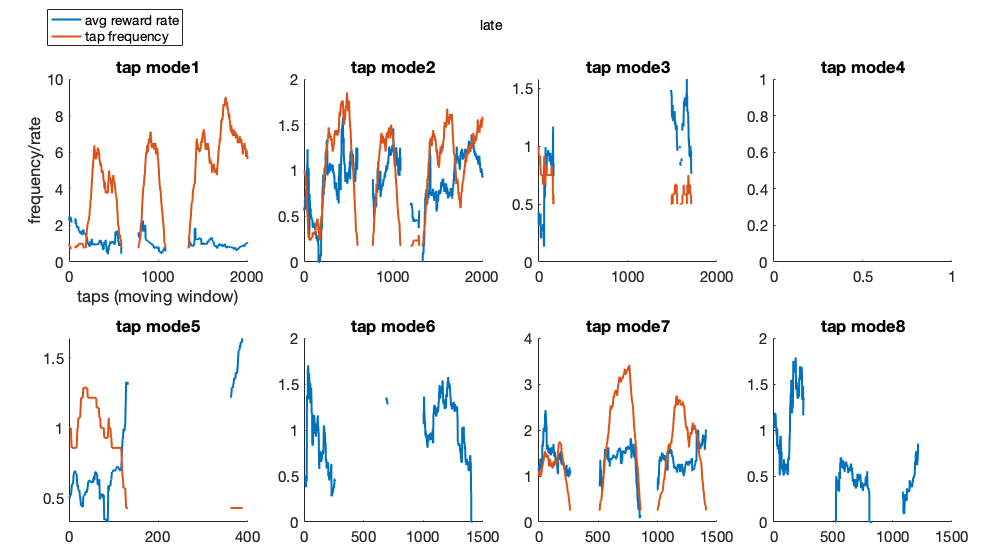 avg reward rate
tap frequency
late
tap mode1
tap mode2
tap mode3
tap mode4
frequency/rate
10
8
6
4
2
0
0 1000 2000
taps (moving window)
2
1.5
1
0.5
0
0 1000 2000
1.5
1
0.5
0
0 1000 2000
1
0.8
0.6
0.4
0.2
0
0 0.5 1
tap mode5
tap mode6
tap mode7
tap mode8
1.5
1
0.5
0 200 400
2
1.5
1
0.5
0
0 500 1000 1500
4
3
2
1
0
0 500 1000 1500
2
1.5
1
0.5
0
0 500 1000 1500